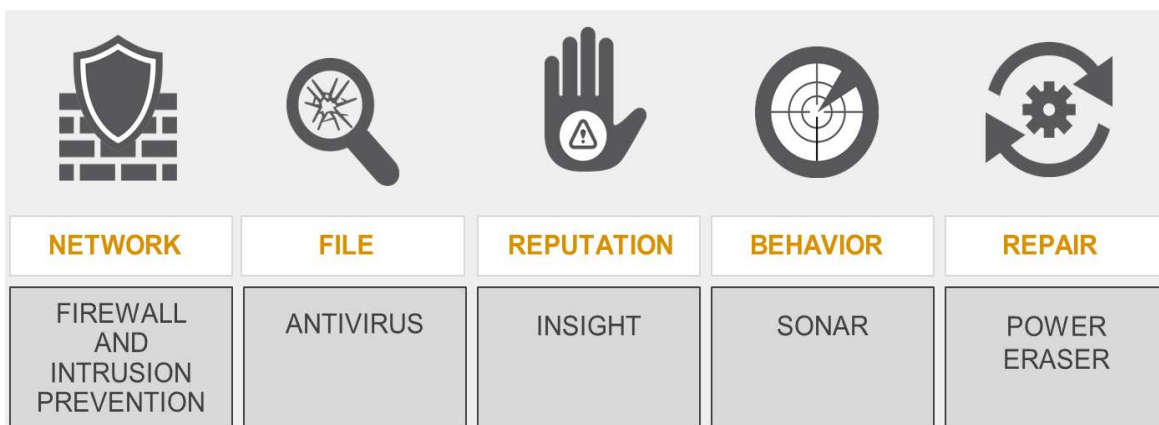 NETWORK
FILE
REPUTATION
BEHAVIOR
REPAIR
FIREWALL
AND
INTRUSION
PREVENTION
ANTIVIRUS
INSIGHT
SONAR
POWER
ERASER